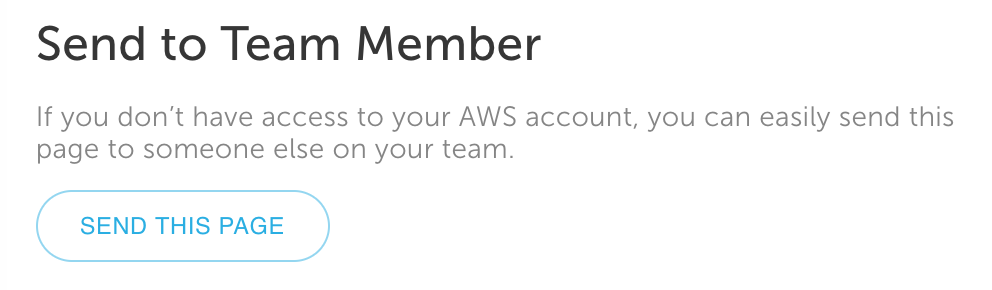 Send to Team Member
If you don’t have access to your AWS account, you can easily send this
page to someone else on your team.
SEND THIS PAGE